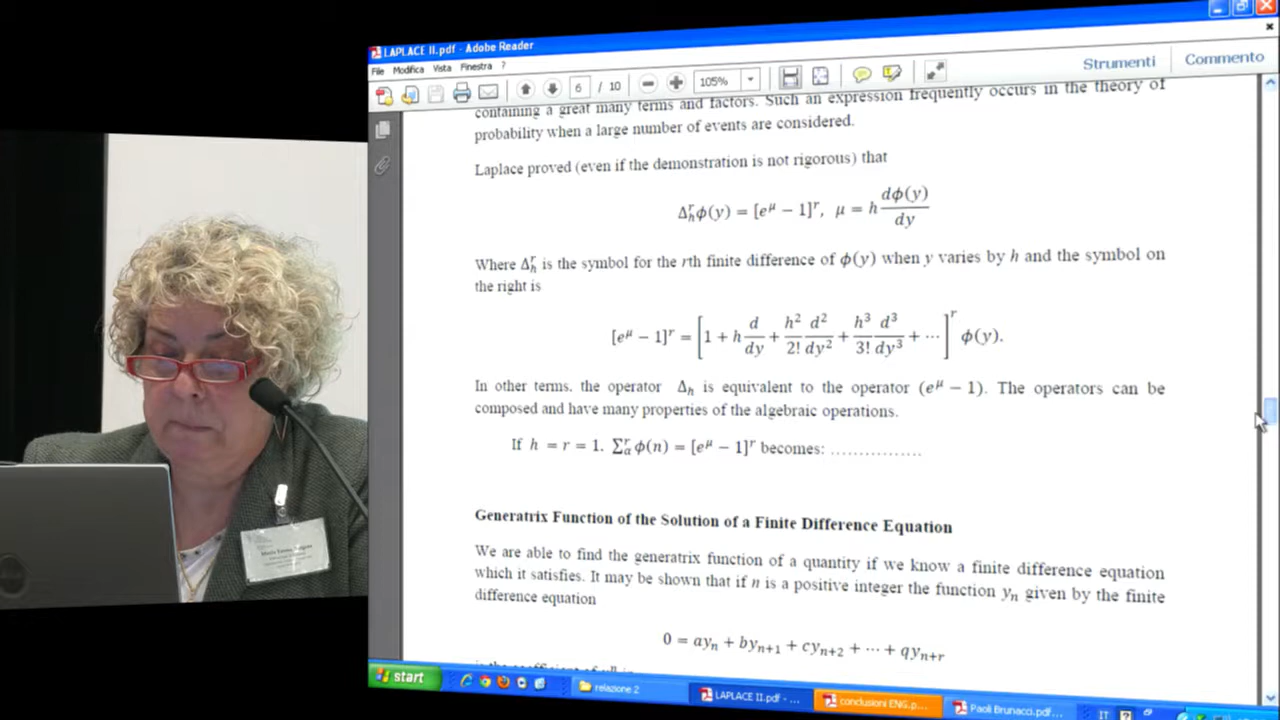 LAPLACE II.pdf - Adobe Reader
File Modifica Vista Finestra ?
6 / 10 105% Strumenti Commento
containing a great many terms and factors. Such an expression frequently occurs in the theory of
probability when a large number of events are considered.
Laplace proved (even if the demonstration is not rigorous) that
Δ_h^r ϕ(y) = [e^μ − 1]^r, μ = h dϕ(y)/dy
Where Δ_h^r is the symbol for the rth finite difference of ϕ(y) when y varies by h and the symbol on
the right is
[e^μ − 1]^r = [1 + h d/dy + h²/2! d²/dy² + h³/3! d³/dy³ + ⋯]^r ϕ(y).
In other terms, the operator Δ_h is equivalent to the operator (e^μ − 1). The operators can be
composed and have many properties of the algebraic operations.
If h = r = 1. Σ_a^r ϕ(n) = [e^μ − 1]^r becomes: ................
Generatrix Function of the Solution of a Finite Difference Equation
We are able to find the generatrix function of a quantity if we know a finite difference equation
which it satisfies. It may be shown that if n is a positive integer the function y_n given by the finite
difference equation
0 = ay_n + by_{n+1} + cy_{n+2} + ⋯ + qy_{n+r}
start relazione 2 LAPLACE II.pdf - ... conclusioni ENG.p... Paoli Brunacci.pdf... IT